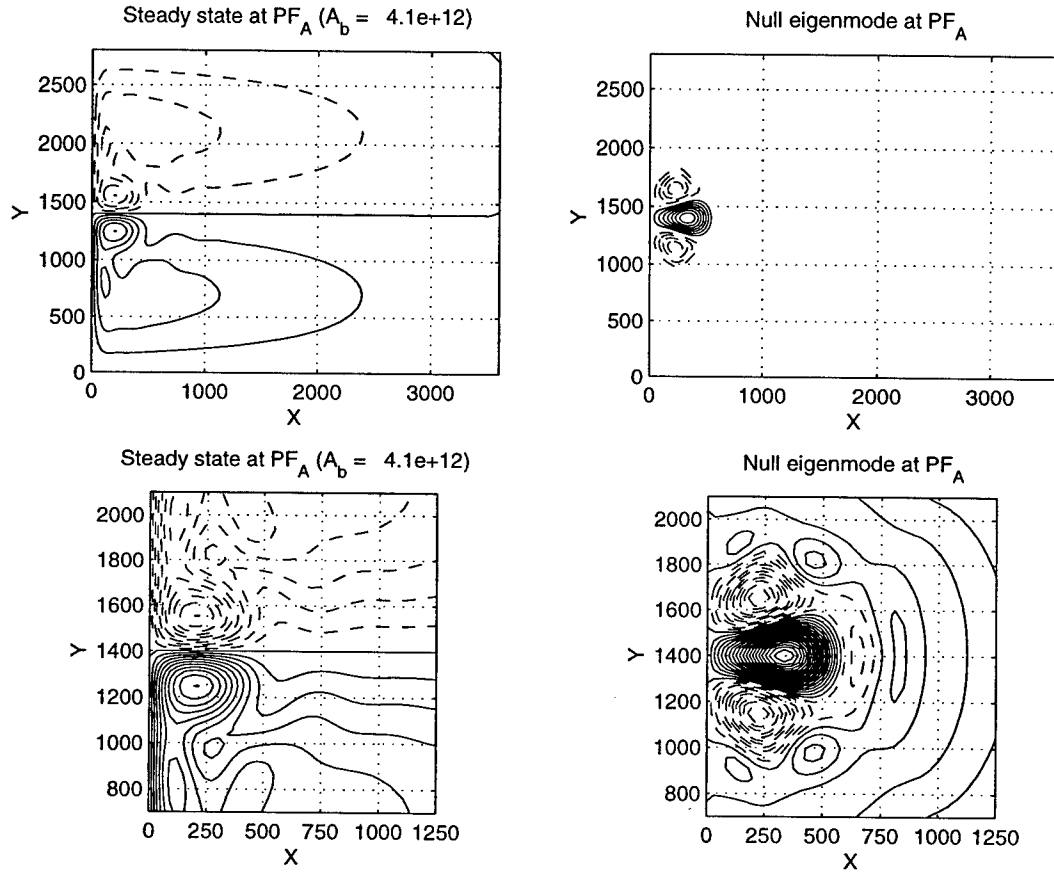 Steady state at PF_A (A_b = 4.1e+12)
2500
2000
1500
1000
500
0
Y
0 1000 2000 3000
X
Null eigenmode at PF_A
2500
2000
1500
1000
500
0
Y
0 1000 2000 3000
X
Steady state at PF_A (A_b = 4.1e+12)
2000
1800
1600
1400
1200
1000
800
Y
0 250 500 750 1000 1250
X
Null eigenmode at PF_A
2000
1800
1600
1400
1200
1000
800
Y
0 250 500 750 1000 1250
X